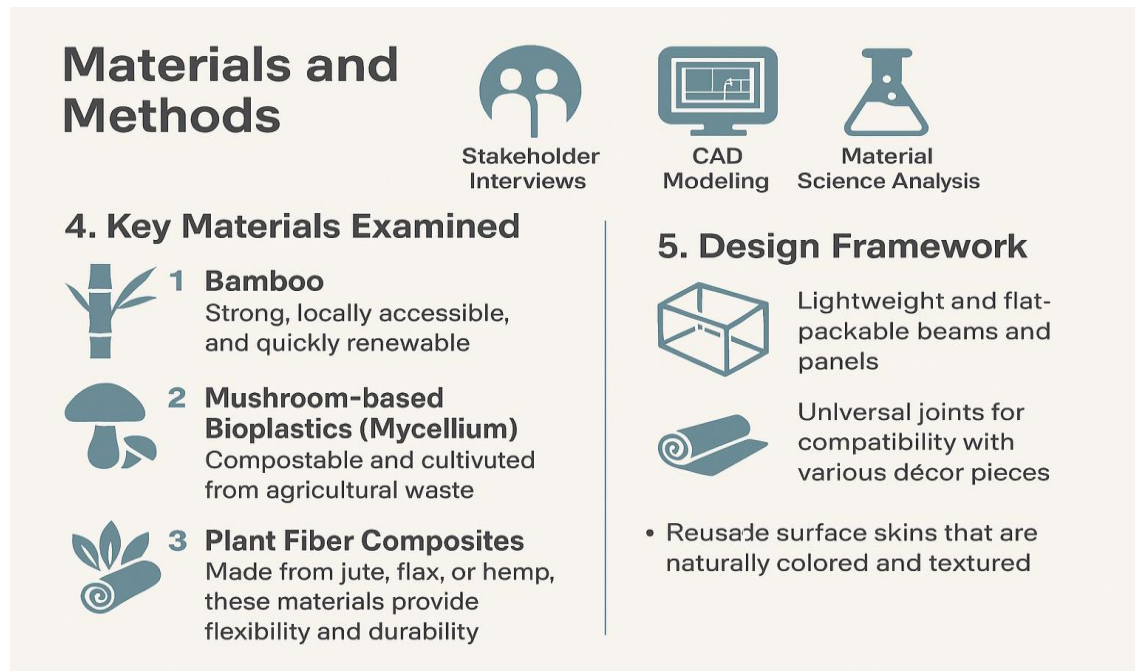 Materials and
Methods
Stakeholder
Interviews
CAD
Modeling
Material
Science Analysis
4. Key Materials Examined
1 Bamboo
Strong, locally accessible,
and quickly renewable
2 Mushroom-based
Bioplastics (Mycellium)
Compostable and cultivuted
from agricultural waste
3 Plant Fiber Composites
Made from jute, flax, or hemp,
these materials provide
flexibility and durability
5. Design Framework
Lightweight and flat-
packable beams and
panels
Unlversal joints for
compatibility with
various décor pieces
• Reusade surface skins that are
naturally colored and textured